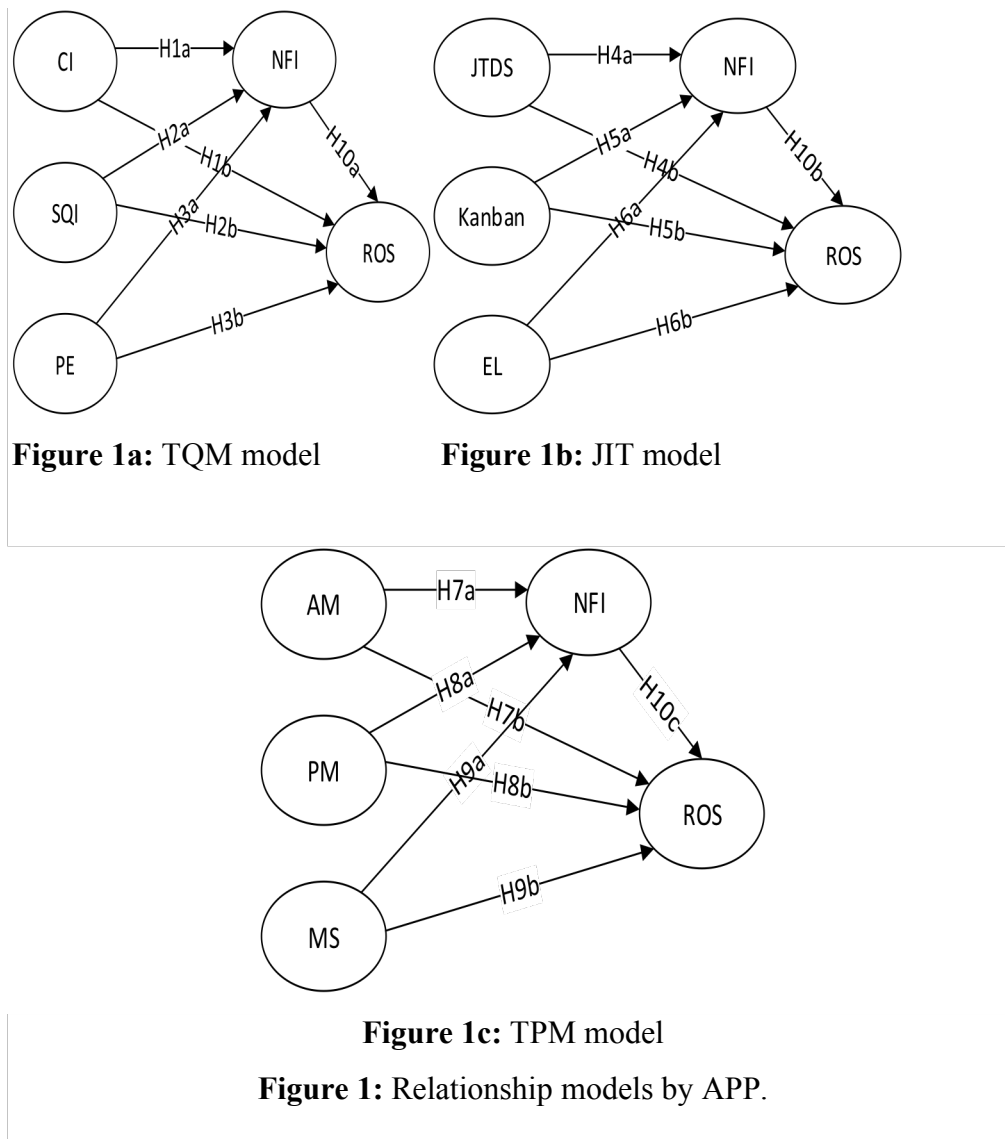 CI
H1a
NFI
H2a
H1b
H10a
SQI
H3a
H2b
ROS
H3b
PE
Figure 1a: TQM model
JTDS
H4a
NFI
H5a
H4b
H10b
Kanban
H6a
H5b
ROS
H6b
EL
Figure 1b: JIT model
AM
H7a
NFI
H8a
H7b
H10c
PM
H9a
H8b
ROS
H9b
MS
Figure 1c: TPM model
Figure 1: Relationship models by APP.